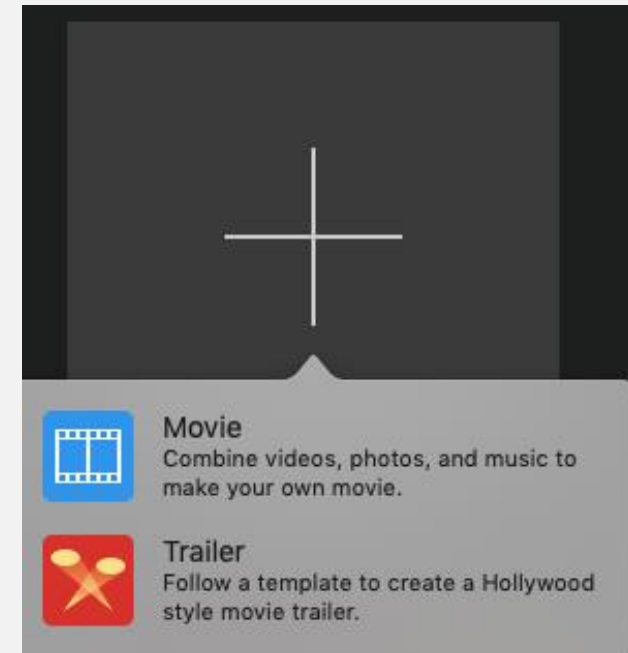 Movie
Combine videos, photos, and music to
make your own movie.
Trailer
Follow a template to create a Hollywood
style movie trailer.